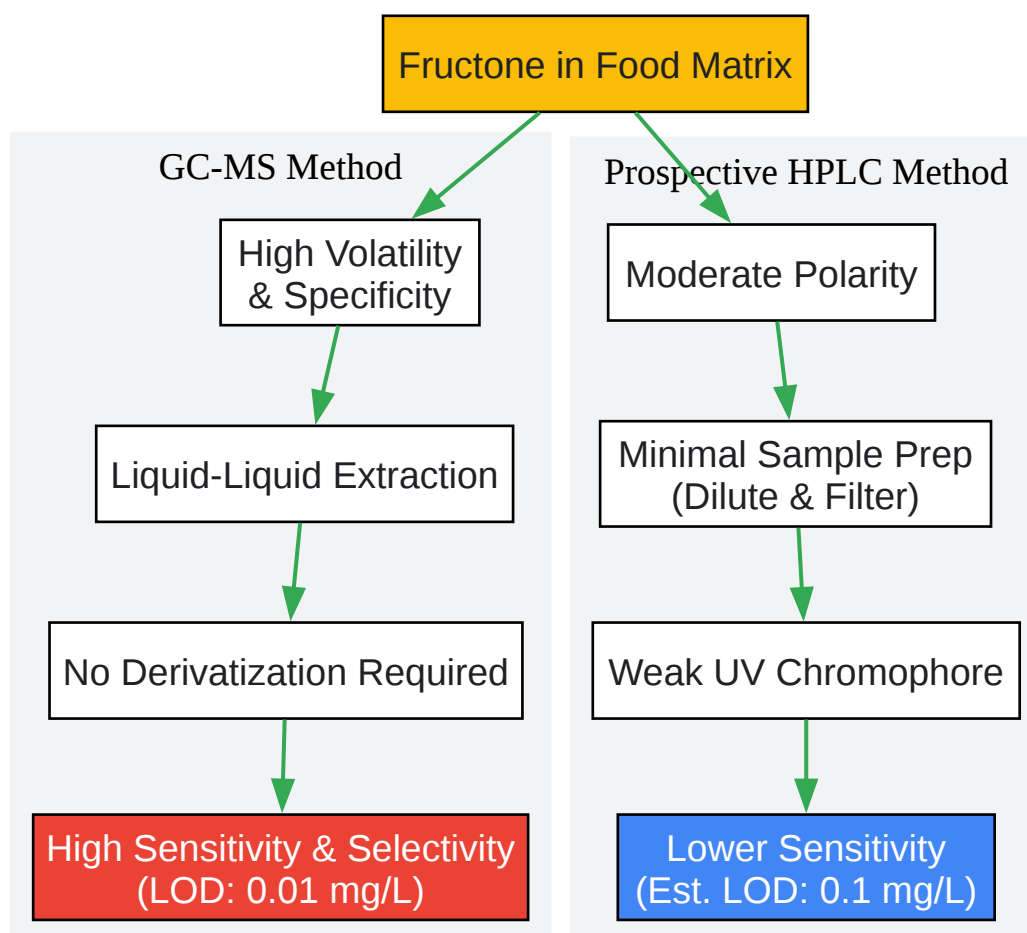 Fructone in Food Matrix
GC-MS Method
High Volatility
& Specificity
Liquid-Liquid Extraction
No Derivatization Required
High Sensitivity & Selectivity
(LOD: 0.01 mg/L)
Prospective HPLC Method
Moderate Polarity
Minimal Sample Prep
(Dilute & Filter)
Weak UV Chromophore
Lower Sensitivity
(Est. LOD: 0.1 mg/L)